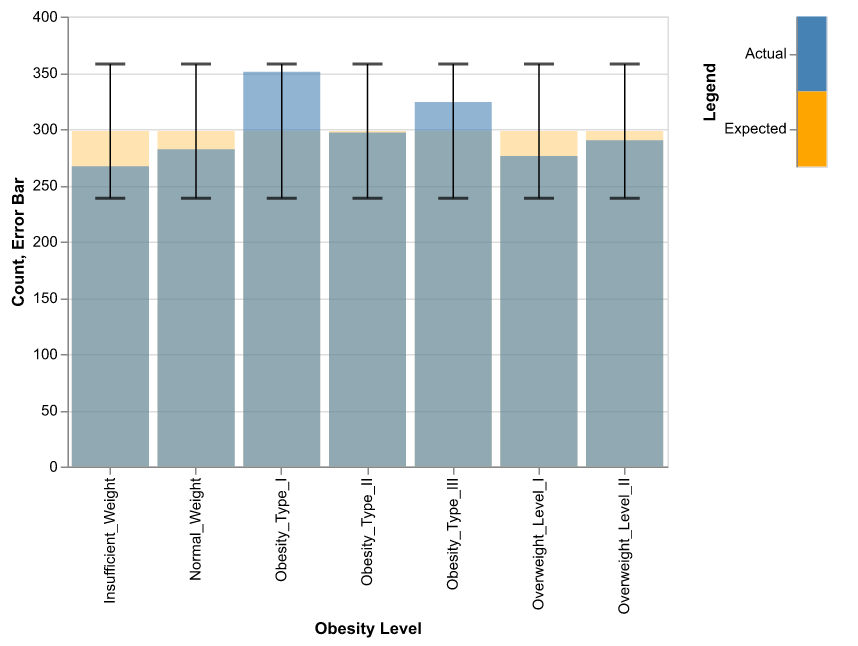 400
350
300
250
200
150
100
50
0
Count, Error Bar
Insufficient_Weight
Normal_Weight
Obesity_Type_I
Obesity_Type_II
Obesity_Type_III
Overweight_Level_I
Overweight_Level_II
Obesity Level
Legend
Actual
Expected